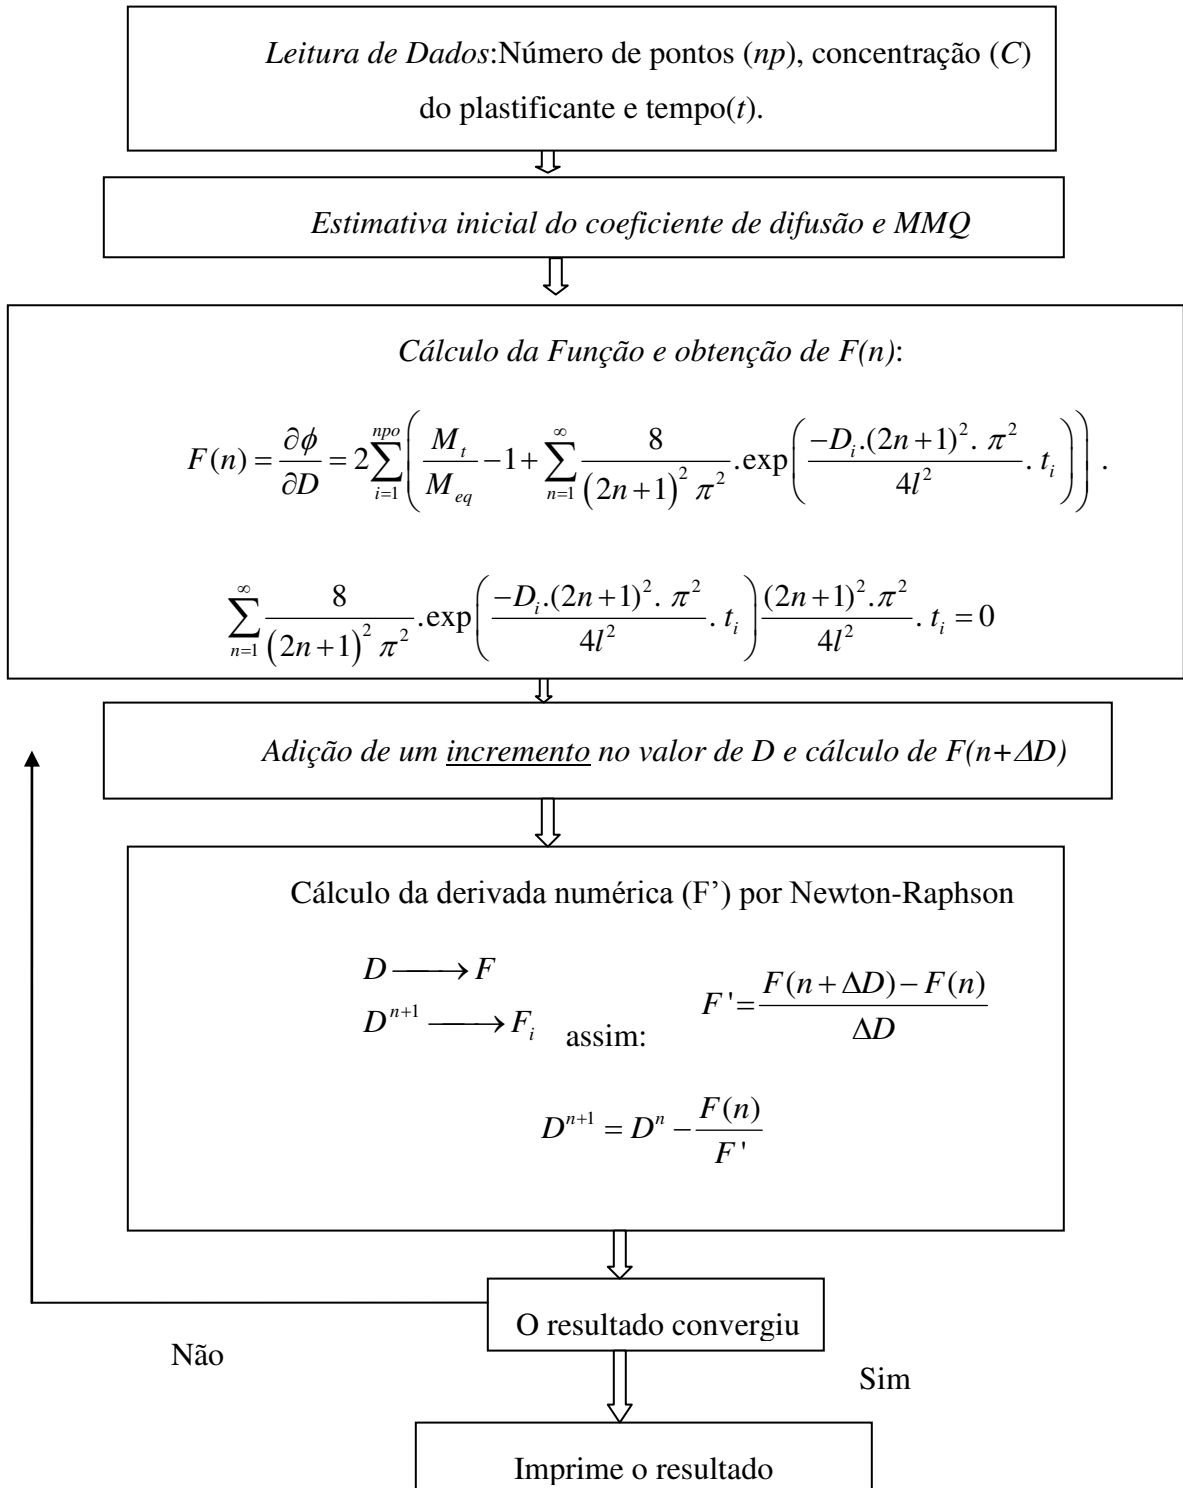 Leitura de Dados:Número de pontos (np), concentração (C)
do plastificante e tempo(t).
Estimativa inicial do coeficiente de difusão e MMQ
Cálculo da Função e obtenção de F(n):
F(n) = ∂ϕ/∂D = 2∑_{i=1}^{npo} ( M_t/M_{eq} −1+ ∑_{n=1}^{∞} 8/((2n+1)^2 π^2) .exp( −D_i.(2n+1)^2. π^2/4l^2 . t_i ) ) .
∑_{n=1}^{∞} 8/((2n+1)^2 π^2) .exp( −D_i.(2n+1)^2. π^2/4l^2 . t_i ) (2n+1)^2.π^2/4l^2 . t_i = 0
Adição de um incremento no valor de D e cálculo de F(n+ΔD)
Cálculo da derivada numérica (F’) por Newton-Raphson
D ⟶ F
D^{n+1} ⟶ F_i assim: F '= (F(n + ΔD) − F(n))/ΔD
D^{n+1} = D^n − F(n)/F '
O resultado convergiu
Não
Sim
Imprime o resultado